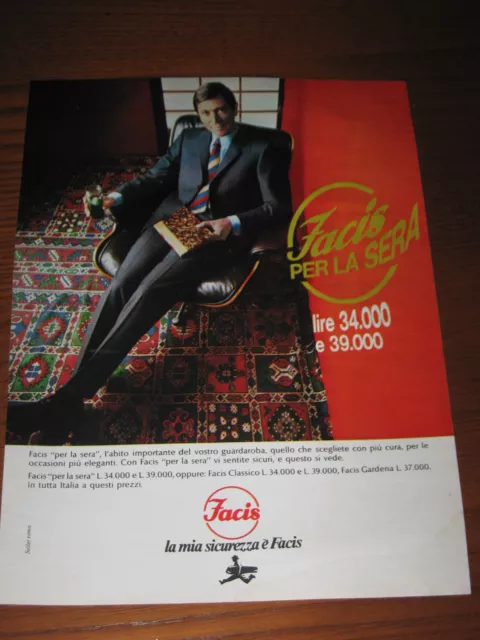 Facis
PER LA SERA
lire 34.000
e 39.000
Facis "per la sera", l'abito importante del vostro guardaroba, quello che scegliete con più cura, per le
occasioni più eleganti. Con Facis "per la sera" vi sentite sicuri, e questo si vede.
Facis "per la sera" L. 34.000 e L. 39.000, oppure: Facis Classico L. 34.000 e L. 39.000, Facis Gardena L. 37.000.
In tutta Italia a questi prezzi.
Facis
la mia sicurezza è Facis